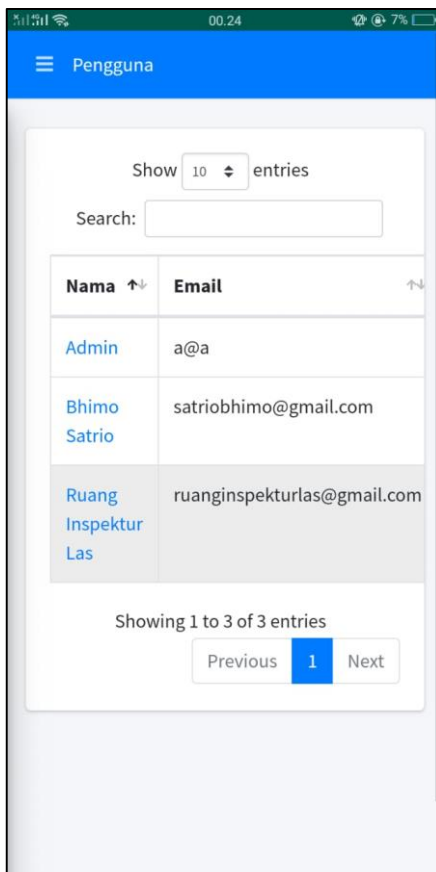 00.24
7%
Pengguna
Show 10 entries
Search:
Nama Email
Admin a@a
Bhimo satriobhimo@gmail.com
Satrio
Ruang ruanginspekturlas@gmail.com
Inspektur
Las
Showing 1 to 3 of 3 entries
Previous 1 Next